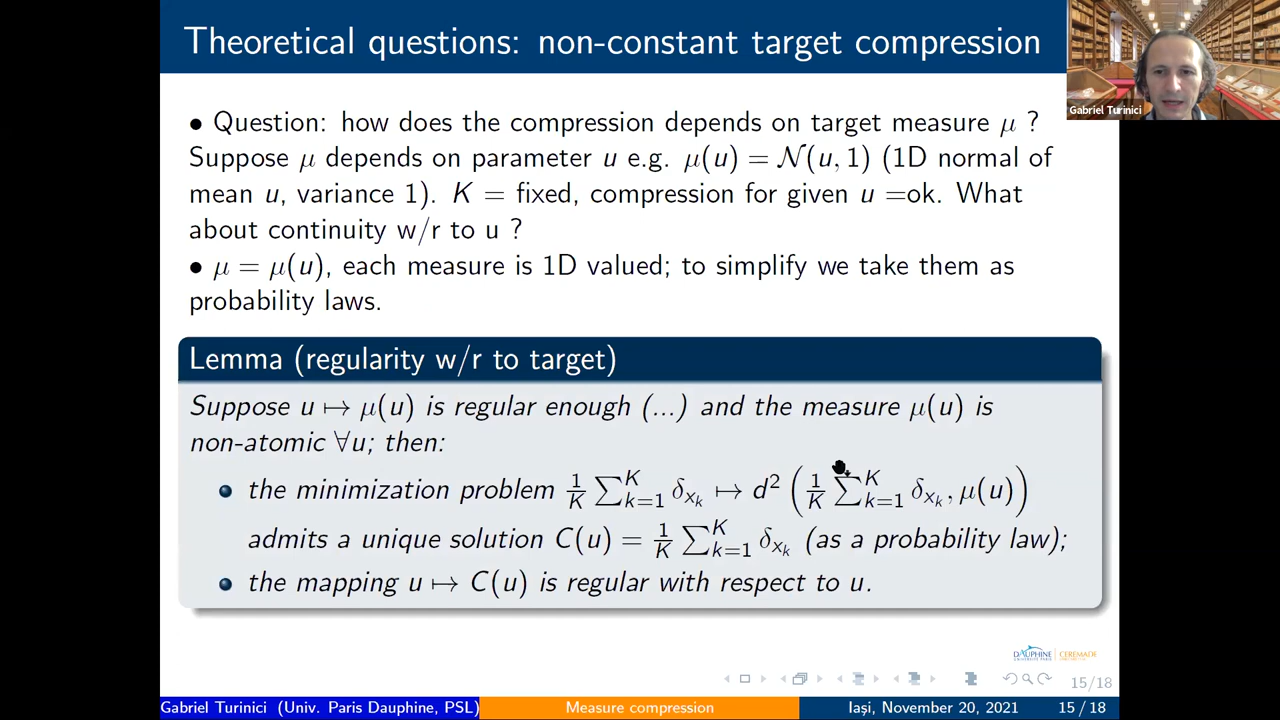 Theoretical questions: non-constant target compression
Gabriel Turinici
• Question: how does the compression depends on target measure μ ?
Suppose μ depends on parameter u e.g. μ(u) = 𝒩(u, 1) (1D normal of
mean u, variance 1). K = fixed, compression for given u =ok. What
about continuity w/r to u ?
• μ = μ(u), each measure is 1D valued; to simplify we take them as
probability laws.
Lemma (regularity w/r to target)
Suppose u ↦ μ(u) is regular enough (...) and the measure μ(u) is
non-atomic ∀u; then:
the minimization problem 1/K ∑_{k=1}^{K} δ_{x_k} ↦ d² (1/K ∑_{k=1}^{K} δ_{x_k}, μ(u))
admits a unique solution C(u) = 1/K ∑_{k=1}^{K} δ_{x_k} (as a probability law);
the mapping u ↦ C(u) is regular with respect to u.
DAUPHINE CEREMADE
15/18
Gabriel Turinici (Univ. Paris Dauphine, PSL) Measure compression Iaşi, November 20, 2021 15 / 18